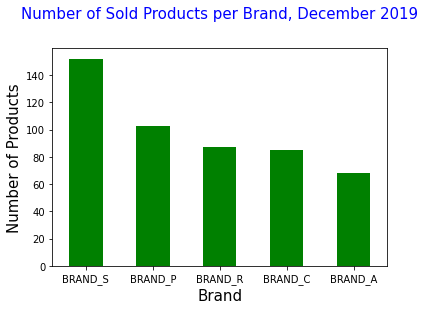 Number of Sold Products per Brand, December 2019
Number of Products
140
120
100
80
60
40
20
0
BRAND_S BRAND_P BRAND_R BRAND_C BRAND_A
Brand